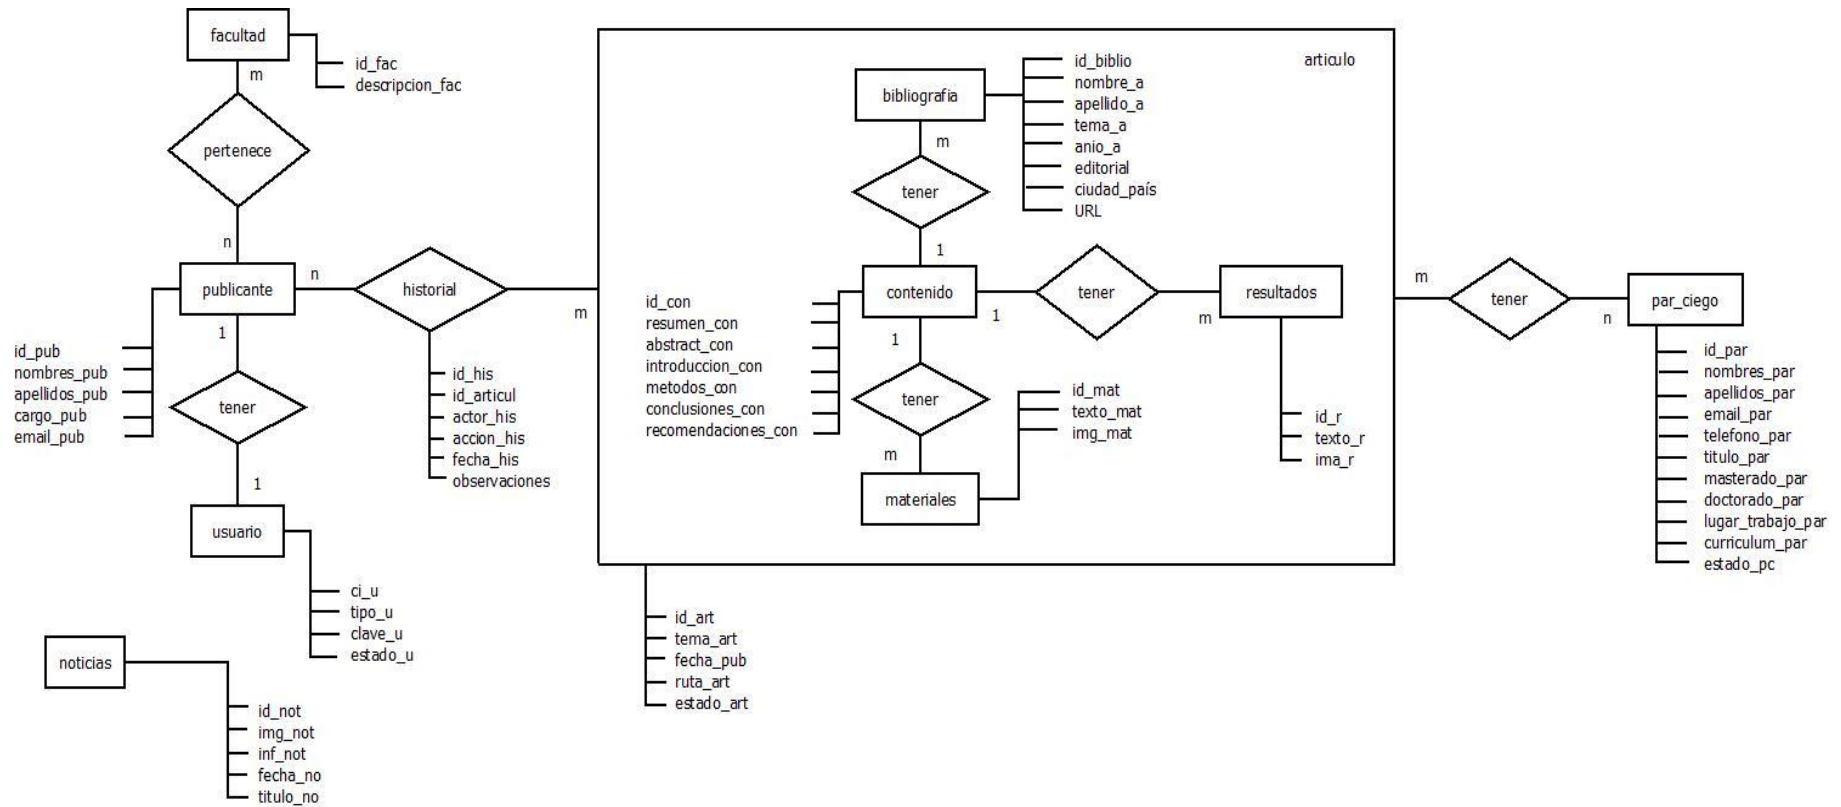 facultad
id_fac
descripcion_fac
m
pertenece
n
publicante
id_pub
nombres_pub
apellidos_pub
cargo_pub
email_pub
1
tener
1
usuario
ci_u
tipo_u
clave_u
estado_u
noticias
id_not
img_not
inf_not
fecha_no
titulo_no
n
historial
m
id_his
id_articul
actor_his
accion_his
fecha_his
observaciones
articulo
bibliografia
id_biblio
nombre_a
apellido_a
tema_a
anio_a
editorial
ciudad_país
URL
m
tener
1
contenido
id_con
resumen_con
abstract_con
introduccion_con
metodos_con
conclusiones_con
recomendaciones_con
1
tener
m
resultados
id_r
texto_r
ima_r
1
tener
m
materiales
id_mat
texto_mat
img_mat
id_art
tema_art
fecha_pub
ruta_art
estado_art
m
tener
n
par_ciego
id_par
nombres_par
apellidos_par
email_par
telefono_par
titulo_par
masterado_par
doctorado_par
lugar_trabajo_par
curriculum_par
estado_pc